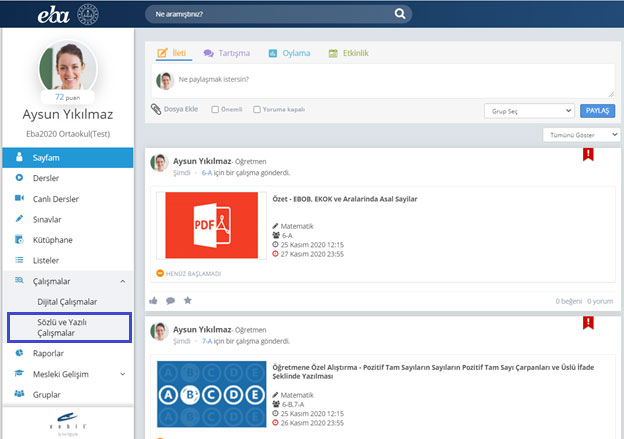 eba
Ne aramıştınız?
72 puan
Aysun Yıkılmaz
Eba2020 Ortaokul(Test)
Sayfam
Dersler
Canlı Dersler
Sınavlar
Kütüphane
Listeler
Çalışmalar
Dijital Çalışmalar
Sözlü ve Yazılı
Çalışmalar
Raporlar
Mesleki Gelişim
Gruplar
sebit
İleti
Tartışma
Oylama
Etkinlik
Ne paylaşmak istersin?
Dosya Ekle
Önemli
Yoruma kapalı
Grup Seç
PAYLAŞ
Tümünü Göster
Aysun Yıkılmaz - Öğretmen
Şimdi - 6-A için bir çalışma gönderdi.
PDF
Özet - EBOB, EKOK ve Aralarında Asal Sayilar
Matematik
6-A
25 Kasım 2020 12:15
27 Kasım 2020 23:55
HENÜZ BAŞLAMADI
0 beğeni 0 yorum
Aysun Yıkılmaz - Öğretmen
Şimdi - 7-A için bir çalışma gönderdi.
A B C D E
A B C D E
A B C D E
Öğretmene Özel Alıştırma - Pozitif Tam Sayıların Sayıların Pozitif Tam Sayı Çarpanları ve Üslü İfade
Şeklinde Yazılması
Matematik
6-B,7-A
25 Kasım 2020 12:15
26 Kasım 2020 23:55